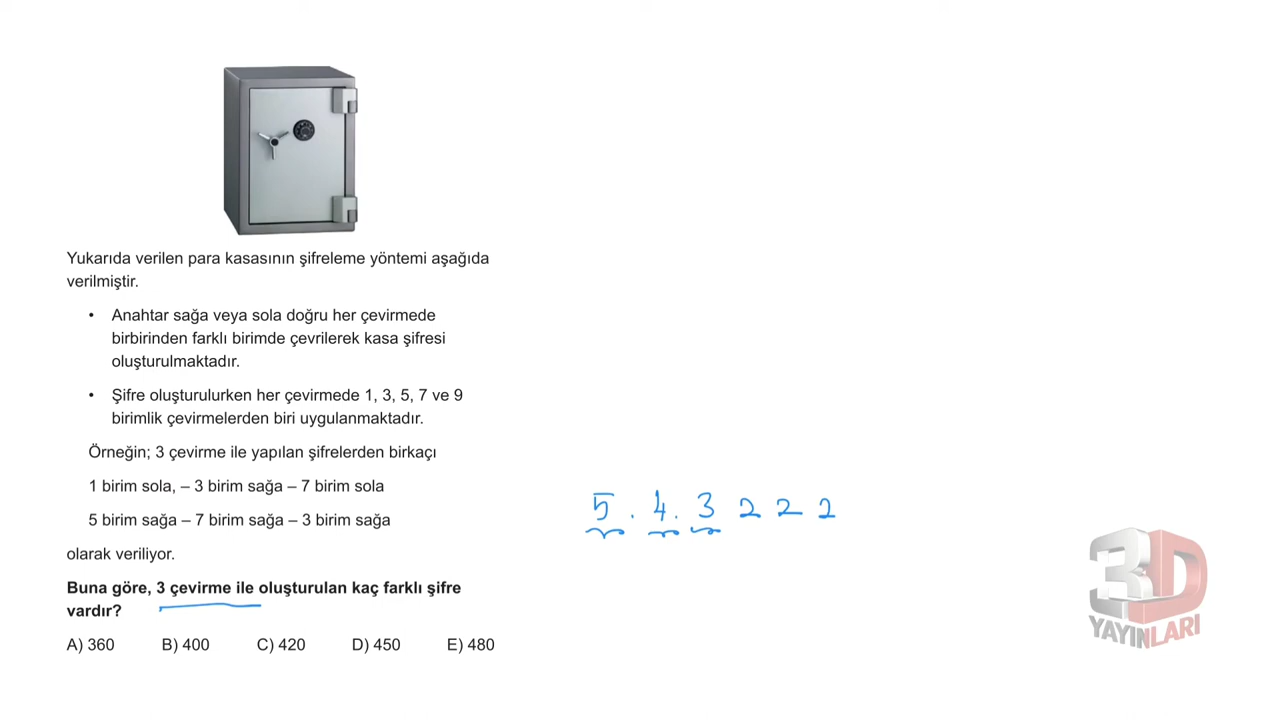 Yukarıda verilen para kasasının şifreleme yöntemi aşağıda
verilmiştir.
• Anahtar sağa veya sola doğru her çevirmede
birbirinden farklı birimde çevrilerek kasa şifresi
oluşturulmaktadır.
• Şifre oluşturulurken her çevirmede 1, 3, 5, 7 ve 9
birimlik çevirmelerden biri uygulanmaktadır.
Örneğin; 3 çevirme ile yapılan şifrelerden birkaçı
1 birim sola, – 3 birim sağa – 7 birim sola
5 birim sağa – 7 birim sağa – 3 birim sağa
olarak veriliyor.
Buna göre, 3 çevirme ile oluşturulan kaç farklı şifre
vardır?
A) 360 B) 400 C) 420 D) 450 E) 480
5 . 4 . 3 2 2 2
3D
YAYINLARI